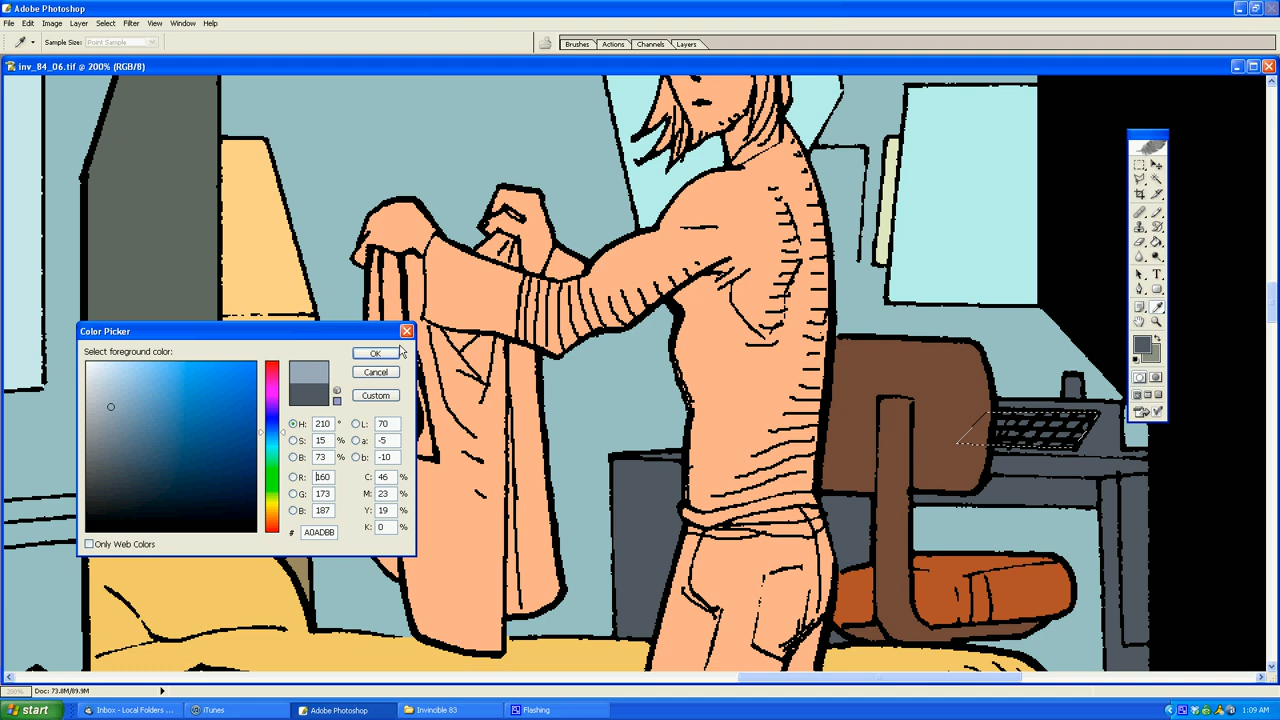 Adobe Photoshop
File Edit Image Layer Select Filter View Window Help
Sample Size: Point Sample
Brushes Actions Channels Layers
inv_84_06.tif @ 200% (RGB/8)
T
Color Picker
Select foreground color:
OK
Cancel
Custom
H: 210 ° L: 70
S: 15 % a: -5
B: 73 % b: -10
R: 160 C: 46 %
G: 173 M: 23 %
B: 187 Y: 19 %
# A0ADBB K: 0 %
Only Web Colors
200% Doc: 73.8M/89.9M
start Inbox - Local Folders ... iTunes Adobe Photoshop Invincible 83 Flashing 1:09 AM